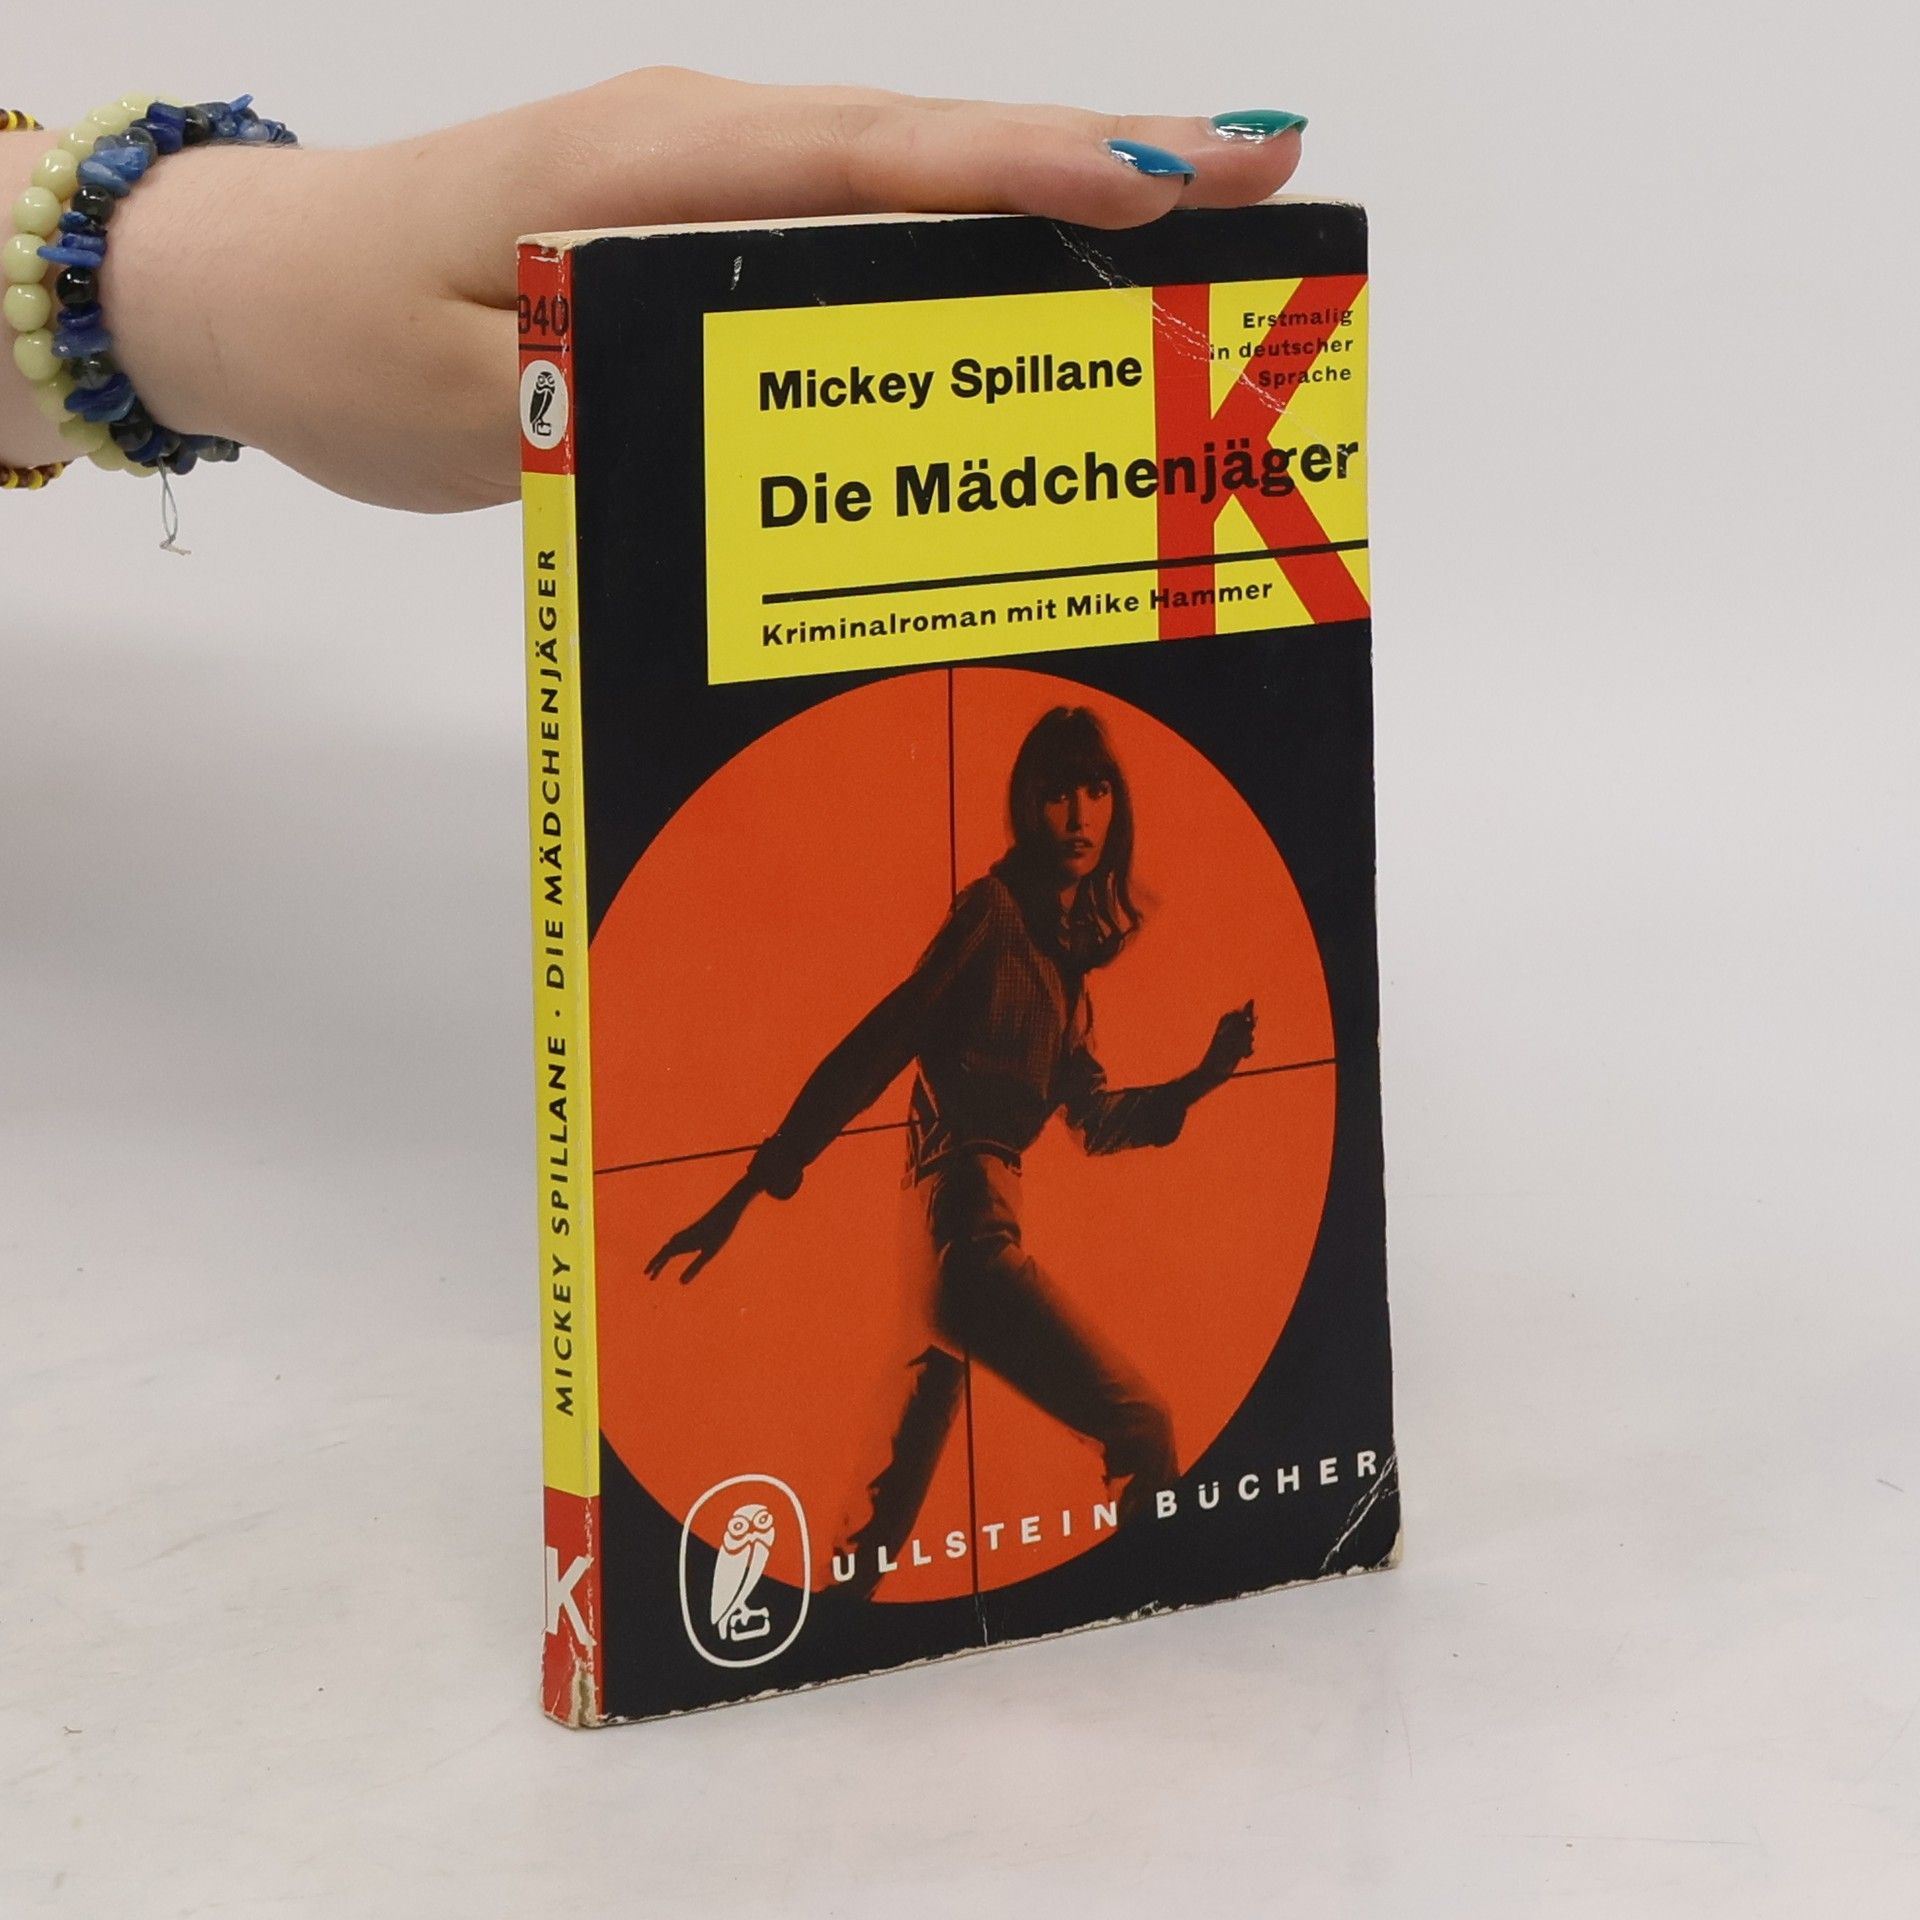 940
MICKEY SPILLANE · DIE MÄDCHENJÄGER
K
K
Erstmalig
in deutscher
Sprache
Mickey Spillane
Die Mädchenjäger
Kriminalroman mit Mike Hammer
ULLSTEIN BÜCHER